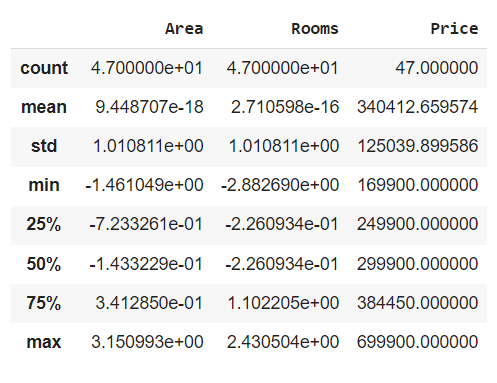 Area Rooms Price
count 4.700000e+01 4.700000e+01 47.000000
mean 9.448707e-18 2.710598e-16 340412.659574
std 1.010811e+00 1.010811e+00 125039.899586
min -1.461049e+00 -2.882690e+00 169900.000000
25% -7.233261e-01 -2.260934e-01 249900.000000
50% -1.433229e-01 -2.260934e-01 299900.000000
75% 3.412850e-01 1.102205e+00 384450.000000
max 3.150993e+00 2.430504e+00 699900.000000